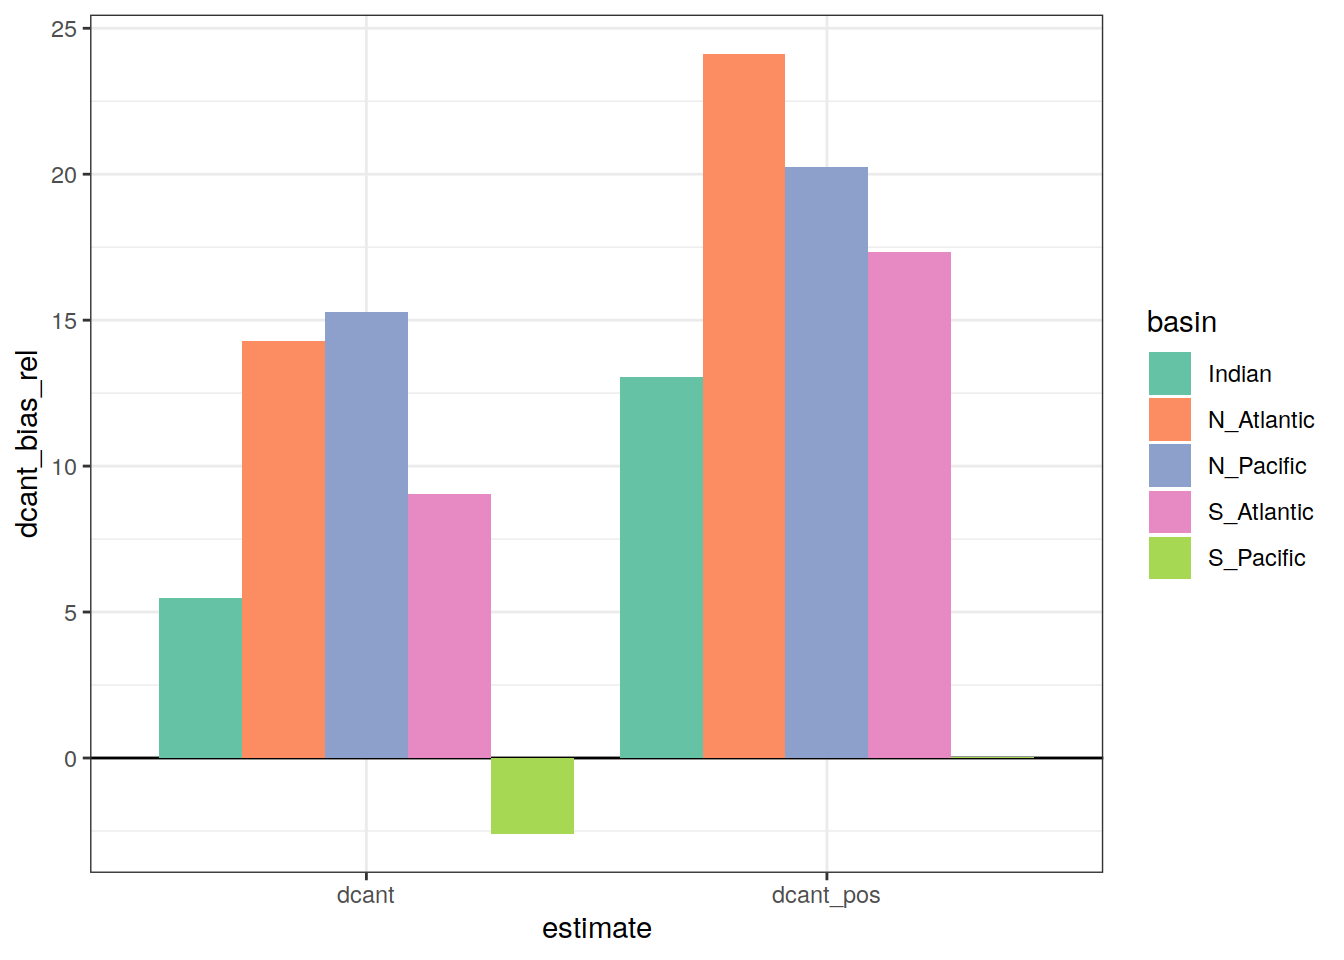 25
20
15
10
5
0
dcant_bias_rel
dcant
dcant_pos
estimate
basin
Indian
N_Atlantic
N_Pacific
S_Atlantic
S_Pacific